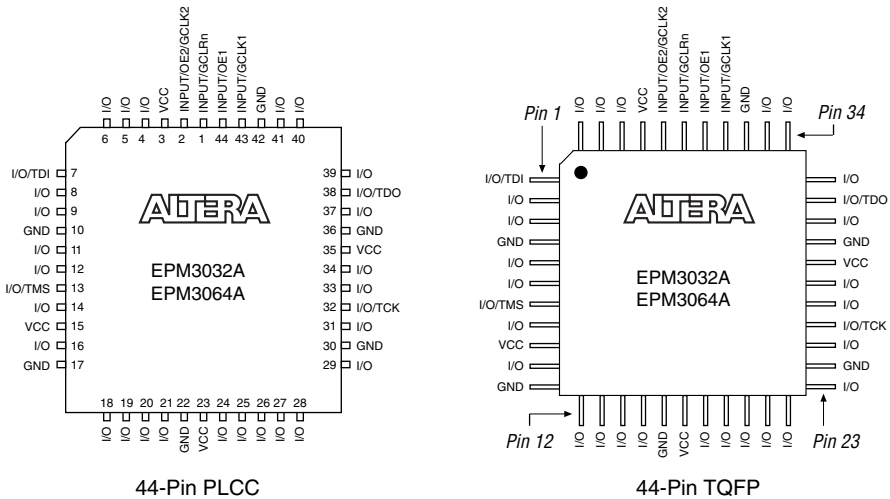 I/O
I/O
I/O
VCC
INPUT/OE2/GCLK2
INPUT/GCLRn
INPUT/OE1
INPUT/GCLK1
GND
I/O
I/O
6 5 4 3 2 1 44 43 42 41 40
I/O/TDI 7
I/O 8
I/O 9
GND 10
I/O 11
I/O 12
I/O/TMS 13
I/O 14
VCC 15
I/O 16
GND 17
ALTERA
EPM3032A
EPM3064A
39 I/O
38 I/O/TDO
37 I/O
36 GND
35 VCC
34 I/O
33 I/O
32 I/O/TCK
31 I/O
30 GND
29 I/O
18 19 20 21 22 23 24 25 26 27 28
I/O
I/O
I/O
I/O
GND
VCC
I/O
I/O
I/O
I/O
I/O
44-Pin PLCC
I/O
I/O
I/O
VCC
INPUT/OE2/GCLK2
INPUT/GCLRn
INPUT/OE1
INPUT/GCLK1
GND
I/O
I/O
Pin 1
Pin 34
I/O/TDI
I/O
I/O
GND
I/O
I/O
I/O/TMS
I/O
VCC
I/O
GND
ALTERA
EPM3032A
EPM3064A
I/O
I/O/TDO
I/O
GND
VCC
I/O
I/O
I/O/TCK
I/O
GND
I/O
Pin 12
Pin 23
I/O
I/O
I/O
I/O
GND
VCC
I/O
I/O
I/O
I/O
I/O
44-Pin TQFP